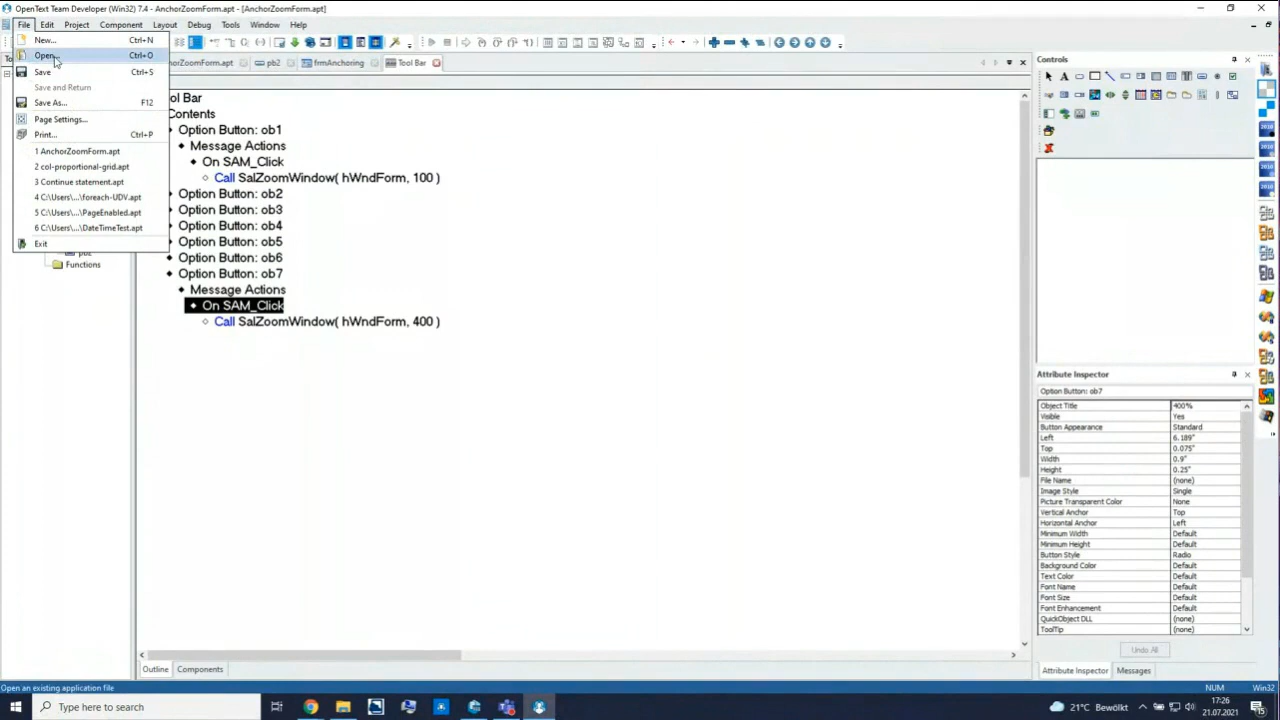 OpenText Team Developer (Win32) 7.4 - AnchorZoomForm.apt - [AnchorZoomForm.apt]
File Edit Project Component Layout Debug Tools Window Help
New... Ctrl+N
Open... Ctrl+O
Save Ctrl+S
Save and Return
Save As... F12
Page Settings...
Print... Ctrl+P
1 AnchorZoomForm.apt
2 col-proportional-grid.apt
3 Continue statement.apt
4 C:\Users\...\foreach-UDV.apt
5 C:\Users\...\PageEnabled.apt
6 C:\Users\...\DateTimeTest.apt
Exit
pb2
Functions
horZoomForm.apt pb2 frmAnchoring Tool Bar
ol Bar
Contents
Option Button: ob1
Message Actions
On SAM_Click
Call SalZoomWindow( hWndForm, 100 )
Option Button: ob2
Option Button: ob3
Option Button: ob4
Option Button: ob5
Option Button: ob6
Option Button: ob7
Message Actions
On SAM_Click
Call SalZoomWindow( hWndForm, 400 )
Outline Components
Controls
Attribute Inspector
Option Button: ob7
Object Title 400%
Visible Yes
Button Appearance Standard
Left 6.189"
Top 0.075"
Width 0.9"
Height 0.25"
File Name (none)
Image Style Single
Picture Transparent Color None
Vertical Anchor Top
Horizontal Anchor Left
Minimum Width Default
Minimum Height Default
Button Style Radio
Background Color Default
Text Color Default
Font Name Default
Font Size Default
Font Enhancement Default
QuickObject DLL (none)
ToolTip (none)
Undo All
Attribute Inspector Messages
Open an existing application file NUM Win32
Type here to search
21°C Bewölkt
17:26
21.07.2021